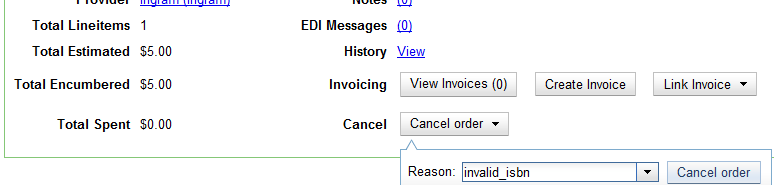 Provider Ingram (ingram) Notes (0)
Total Lineitems 1 EDI Messages (0)
Total Estimated $5.00 History View
Total Encumbered $5.00 Invoicing View Invoices (0) Create Invoice Link Invoice
Total Spent $0.00 Cancel Cancel order
Reason: invalid_isbn Cancel order